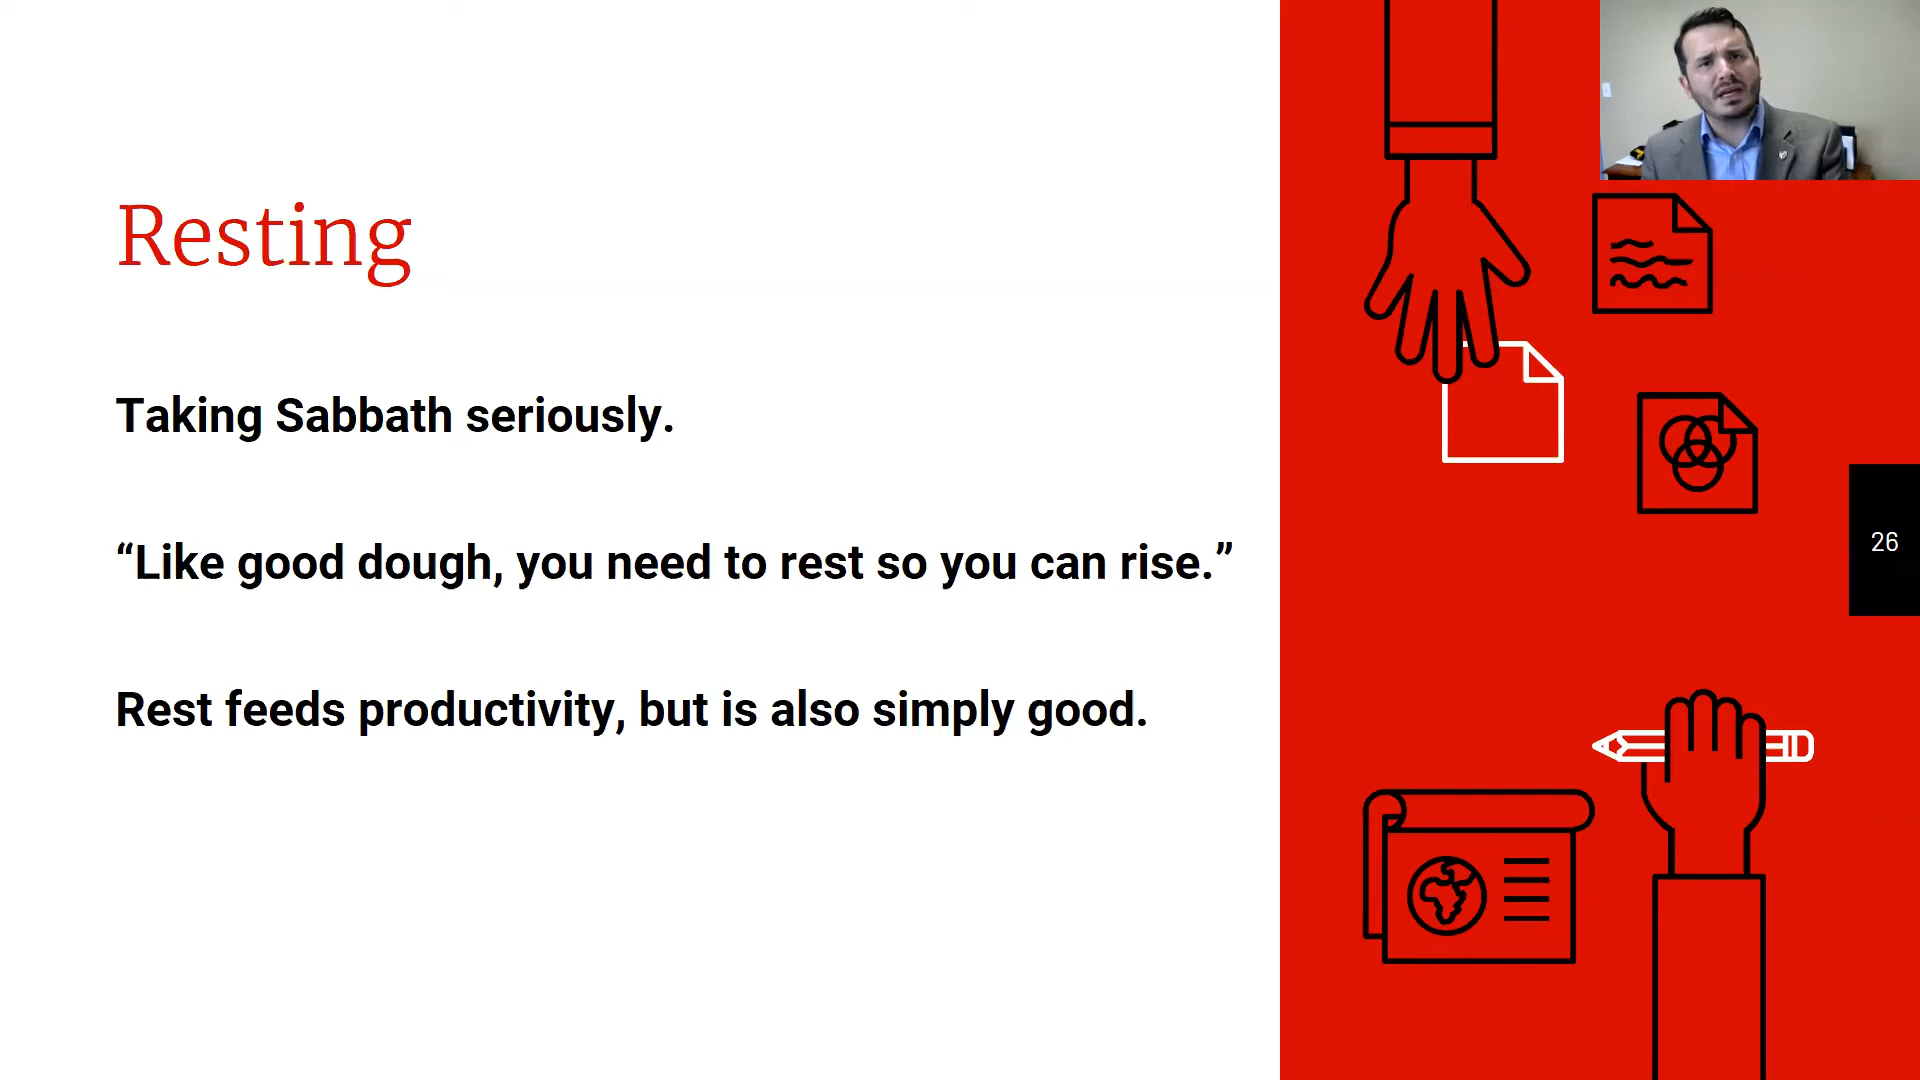 Resting
Taking Sabbath seriously.
“Like good dough, you need to rest so you can rise.”
Rest feeds productivity, but is also simply good.
26